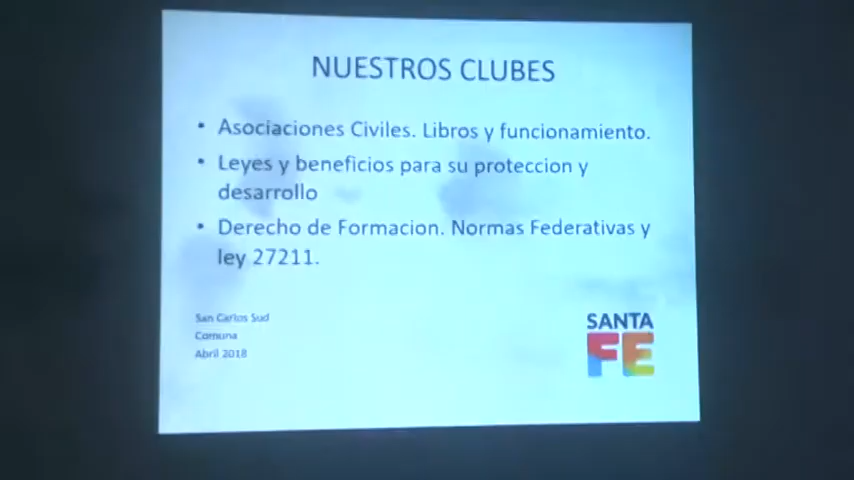 NUESTROS CLUBES
• Asociaciones Civiles. Libros y funcionamiento.
• Leyes y beneficios para su proteccion y
desarrollo
• Derecho de Formacion. Normas Federativas y
ley 27211.
San Carlos Sud
Comuna
Abril 2018
SANTA
FE